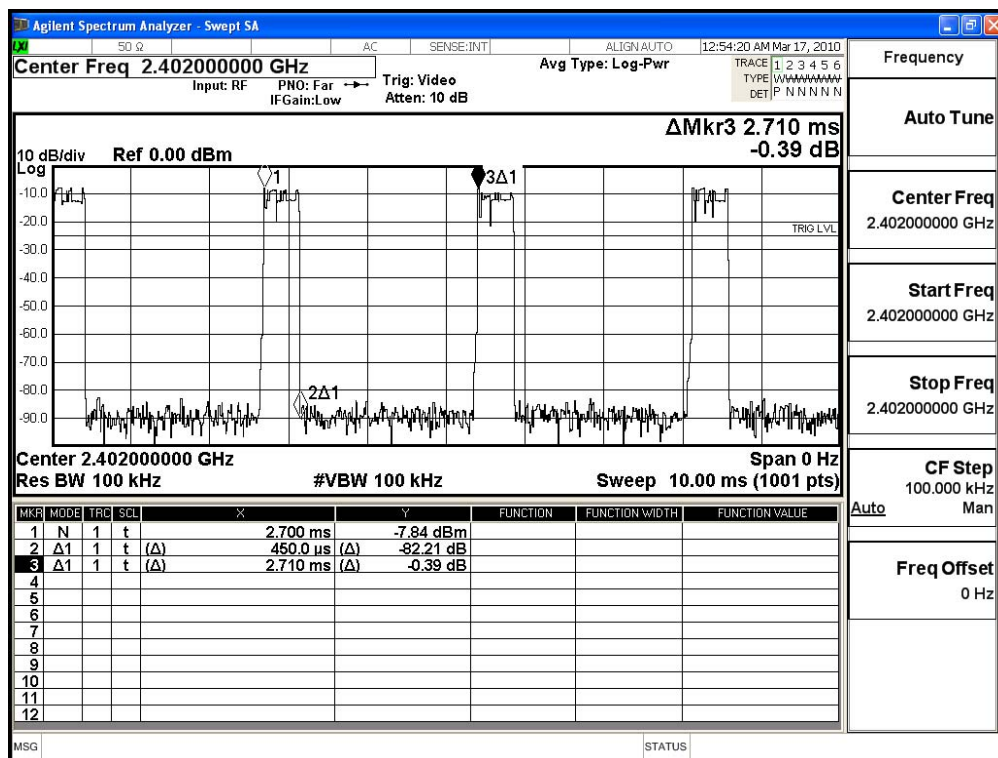 Agilent Spectrum Analyzer - Swept SA
LXI 50 Ω AC SENSE:INT ALIGN AUTO 12:54:20 AM Mar 17, 2010
Center Freq 2.402000000 GHz
Input: RF
PNO: Far
IFGain:Low
Trig: Video
Atten: 10 dB
Avg Type: Log-Pwr
TRACE 1 2 3 4 5 6
TYPE WWWWWW
DET P N N N N N
ΔMkr3 2.710 ms
-0.39 dB
10 dB/div Ref 0.00 dBm
Log
1
3Δ1
-10.0
-20.0
TRIG LVL
-30.0
-40.0
-50.0
-60.0
-70.0
-80.0
2Δ1
-90.0
Center 2.402000000 GHz Span 0 Hz
Res BW 100 kHz #VBW 100 kHz Sweep 10.00 ms (1001 pts)
MKR MODE TRC SCL X Y FUNCTION FUNCTION WIDTH FUNCTION VALUE
1 N 1 t 2.700 ms -7.84 dBm
2 Δ1 1 t (Δ) 450.0 µs (Δ) -82.21 dB
3 Δ1 1 t (Δ) 2.710 ms (Δ) -0.39 dB
4
5
6
7
8
9
10
11
12
MSG STATUS
Frequency
Auto Tune
Center Freq
2.402000000 GHz
Start Freq
2.402000000 GHz
Stop Freq
2.402000000 GHz
CF Step
100.000 kHz
Auto Man
Freq Offset
0 Hz